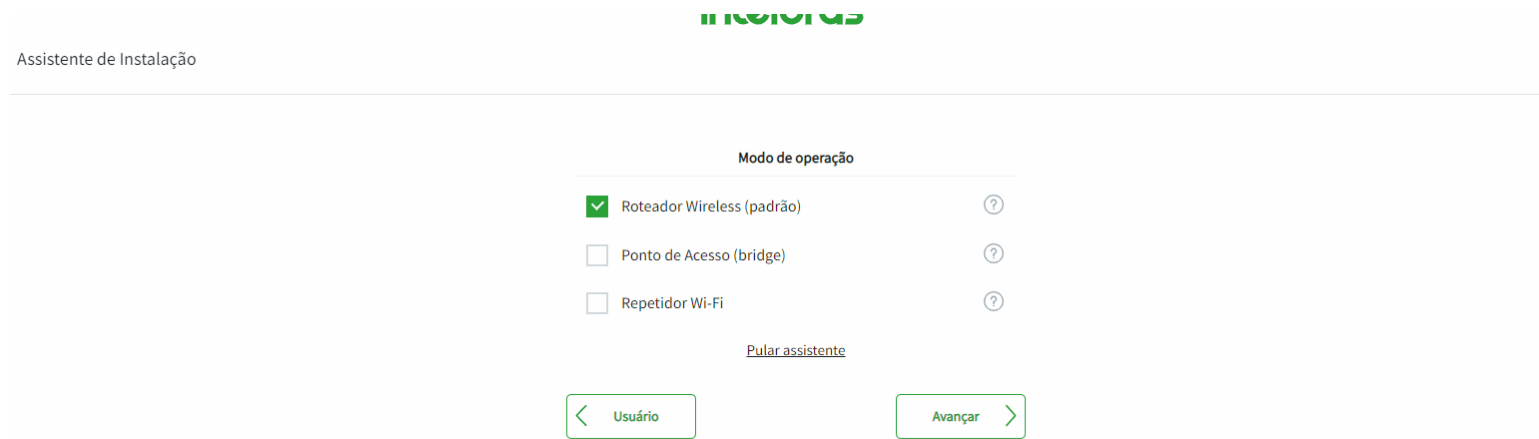 intelbras
Assistente de Instalação
Modo de operação
Roteador Wireless (padrão)
?
Ponto de Acesso (bridge)
?
Repetidor Wi-Fi
?
Pular assistente
Usuário
Avançar